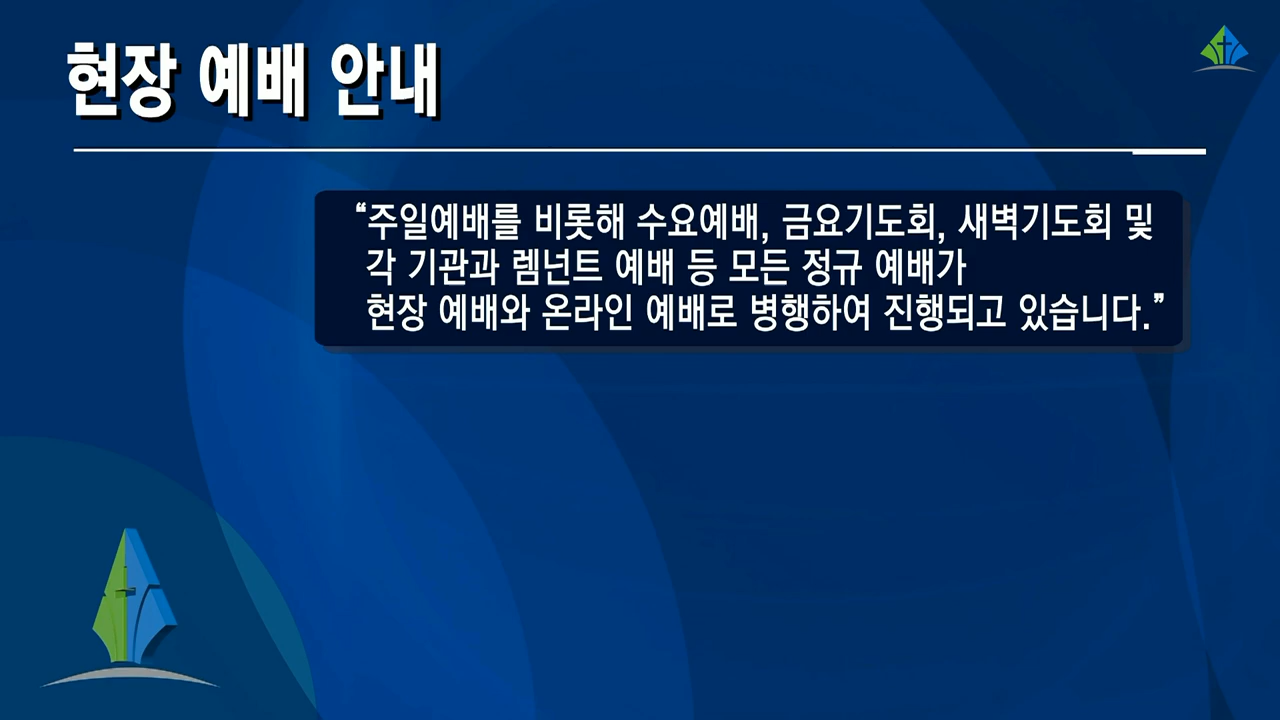 현장 예배 안내
“주일예배를 비롯해 수요예배, 금요기도회, 새벽기도회 및
각 기관과 렘넌트 예배 등 모든 정규 예배가
현장 예배와 온라인 예배로 병행하여 진행되고 있습니다.”